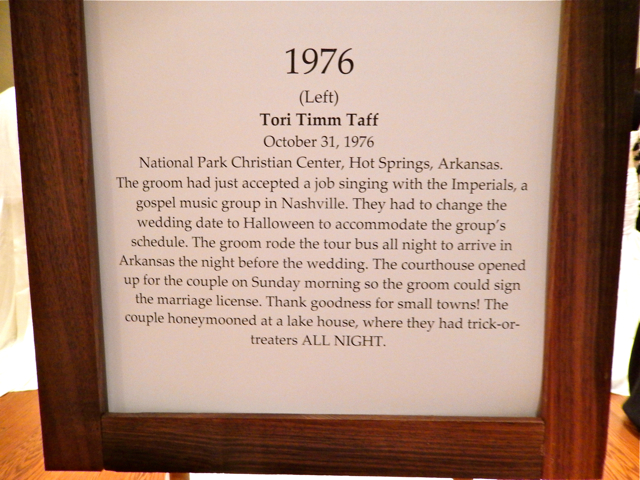 1976
(Left)
Tori Timm Taff
October 31, 1976
National Park Christian Center, Hot Springs, Arkansas.
The groom had just accepted a job singing with the Imperials, a
gospel music group in Nashville. They had to change the
wedding date to Halloween to accommodate the group's
schedule. The groom rode the tour bus all night to arrive in
Arkansas the night before the wedding. The courthouse opened
up for the couple on Sunday morning so the groom could sign
the marriage license. Thank goodness for small towns! The
couple honeymooned at a lake house, where they had trick-or-
treaters ALL NIGHT.